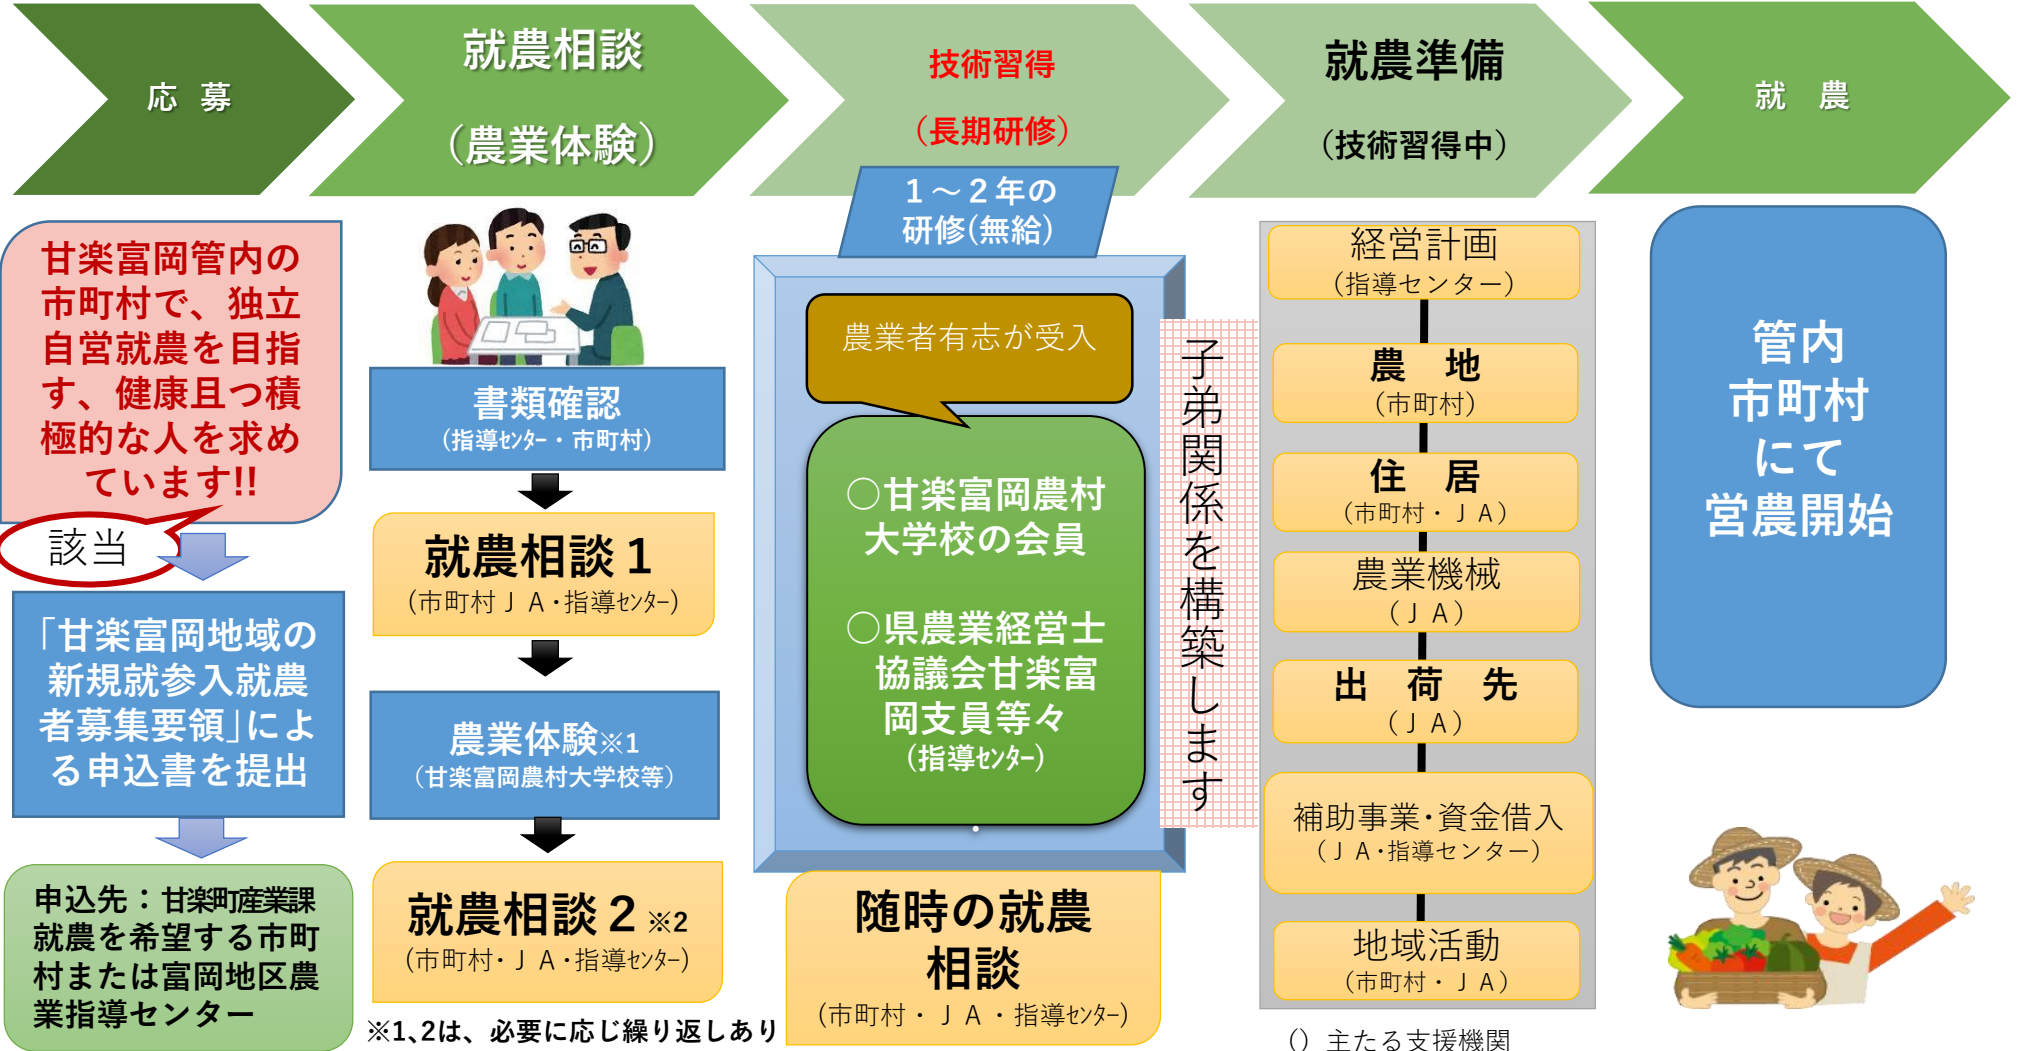 応 募
就農相談
（農業体験）
技術習得
（長期研修）
就農準備
（技術習得中）
就 農
甘楽富岡管内の
市町村で、独立
自営就農を目指
す、健康且つ積
極的な人を求め
ています!!
該当
「甘楽富岡地域の
新規就参入就農
者募集要領」によ
る申込書を提出
申込先：甘楽町産業課
就農を希望する市町
村または富岡地区農
業指導センター
書類確認
（指導ｾﾝﾀｰ・市町村）
就農相談１
（市町村ＪＡ・指導ｾﾝﾀｰ）
農業体験※1
（甘楽富岡農村大学校等）
就農相談２※2
（市町村・ＪＡ・指導ｾﾝﾀｰ）
※1､2は、必要に応じ繰り返しあり
１～２年の
研修(無給)
農業者有志が受入
○甘楽富岡農村
大学校の会員
○県農業経営士
協議会甘楽富
岡支員等々
（指導ｾﾝﾀｰ）
子弟関係を構築します
随時の就農
相談
（市町村・ＪＡ・指導ｾﾝﾀｰ）
経営計画
（指導センター）
農 地
（市町村）
住 居
（市町村・ＪＡ）
農業機械
（ＪＡ）
出 荷 先
（ＪＡ）
補助事業・資金借入
（ＪＡ・指導センター）
地域活動
（市町村・ＪＡ）
（）主たる支援機関
管内
市町村
にて
営農開始